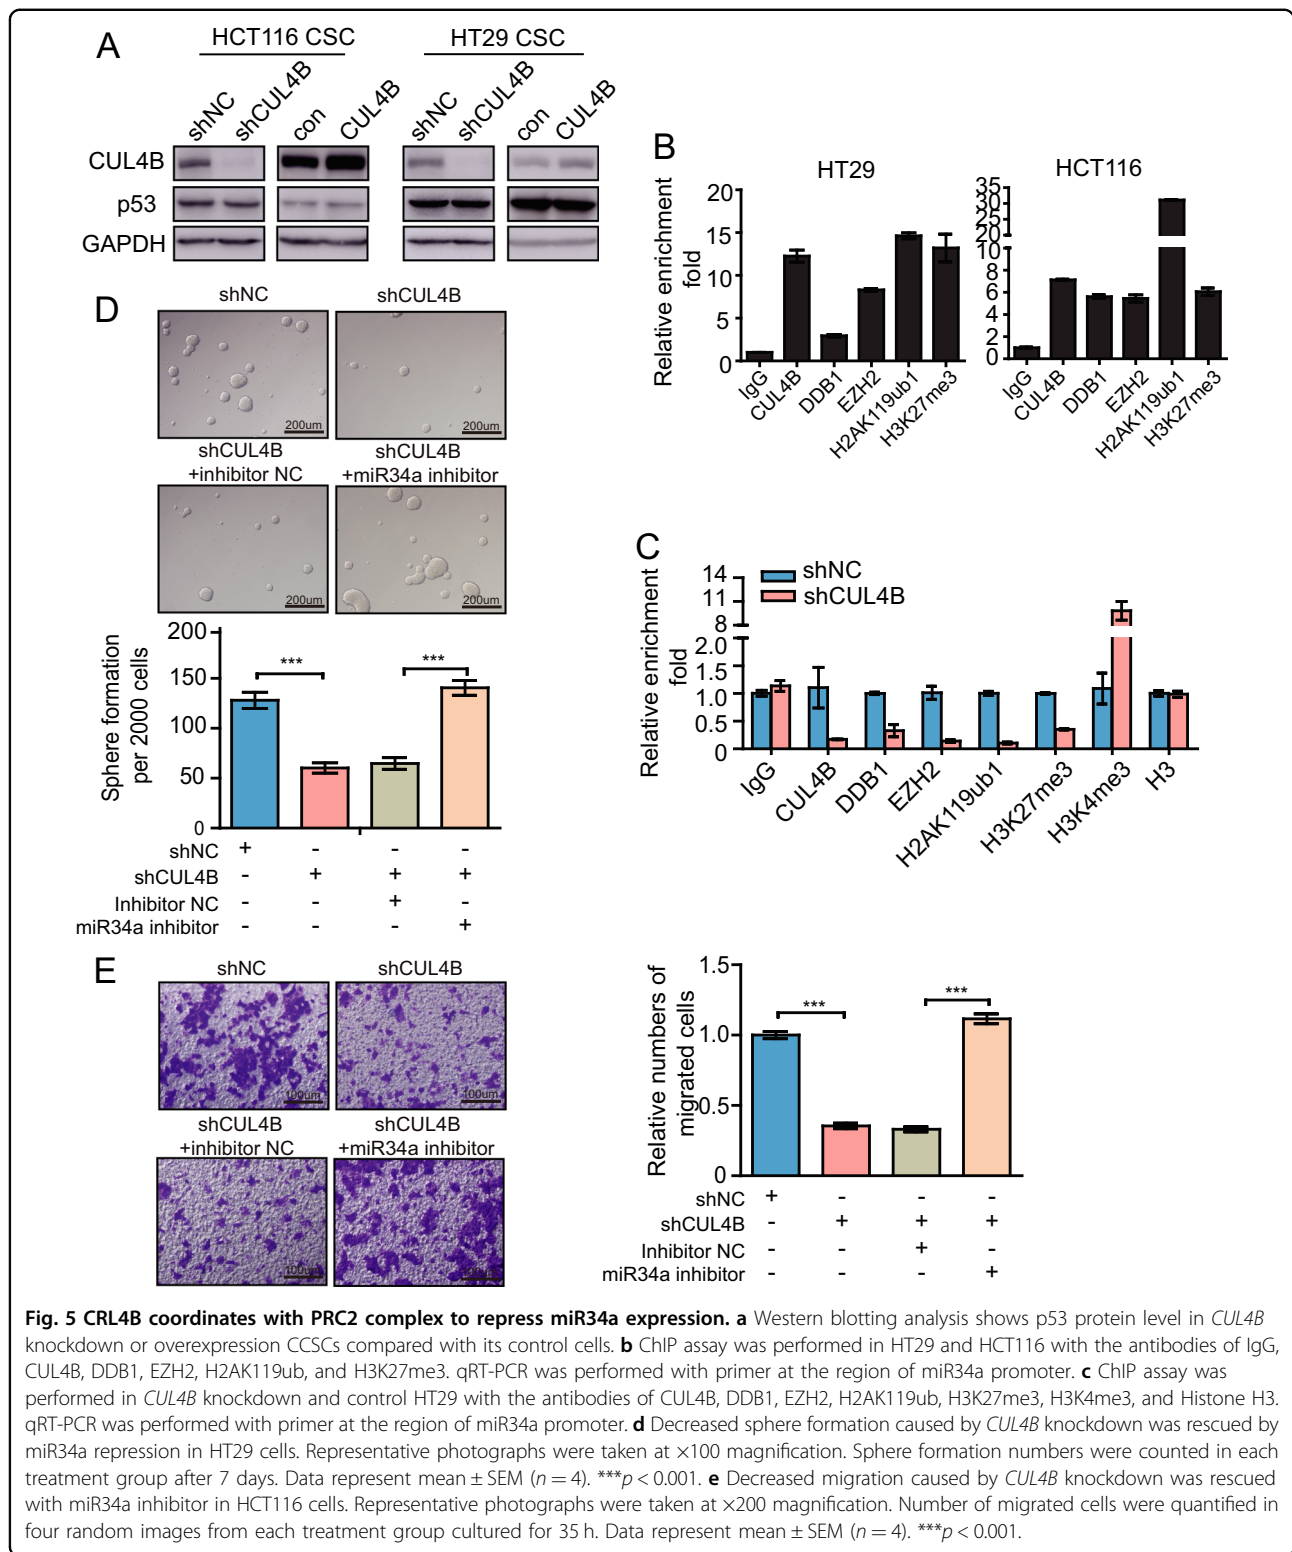 A
HCT116 CSC
HT29 CSC
shNC
shCUL4B
con
CUL4B
shNC
shCUL4B
con
CUL4B
CUL4B
p53
GAPDH
B
HT29
HCT116
Relative enrichment
fold
20
15
10
5
0
35
30
20
10
8
6
4
2
0
IgG
CUL4B
DDB1
EZH2
H2AK119ub1
H3K27me3
IgG
CUL4B
DDB1
EZH2
H2AK119ub1
H3K27me3
C
Relative enrichment
fold
shNC
shCUL4B
14
11
8
2.0
1.5
1.0
0.5
0
IgG
CUL4B
DDB1
EZH2
H2AK119ub1
H3K27me3
H3K4me3
H3
D
shNC
shCUL4B
200um
200um
shCUL4B
+inhibitor NC
shCUL4B
+miR34a inhibitor
200um
200um
Sphere formation
per 2000 cells
200
150
100
50
0
***
***
shNC + - - -
shCUL4B - + + +
Inhibitor NC - - + -
miR34a inhibitor - - - +
E
shNC
shCUL4B
100um
100um
shCUL4B
+inhibitor NC
shCUL4B
+miR34a inhibitor
100um
100um
Relative numbers of
migrated cells
1.5
1.0
0.5
0
***
***
shNC + - - -
shCUL4B - + + +
Inhibitor NC - - + -
miR34a inhibitor - - - +
Fig. 5 CRL4B coordinates with PRC2 complex to repress miR34a expression. a Western blotting analysis shows p53 protein level in CUL4B
knockdown or overexpression CCSCs compared with its control cells. b ChIP assay was performed in HT29 and HCT116 with the antibodies of IgG,
CUL4B, DDB1, EZH2, H2AK119ub, and H3K27me3. qRT-PCR was performed with primer at the region of miR34a promoter. c ChIP assay was
performed in CUL4B knockdown and control HT29 with the antibodies of CUL4B, DDB1, EZH2, H2AK119ub, H3K27me3, H3K4me3, and Histone H3.
qRT-PCR was performed with primer at the region of miR34a promoter. d Decreased sphere formation caused by CUL4B knockdown was rescued by
miR34a repression in HT29 cells. Representative photographs were taken at ×100 magnification. Sphere formation numbers were counted in each
treatment group after 7 days. Data represent mean ± SEM (n = 4). ***p < 0.001. e Decreased migration caused by CUL4B knockdown was rescued
with miR34a inhibitor in HCT116 cells. Representative photographs were taken at ×200 magnification. Number of migrated cells were quantified in
four random images from each treatment group cultured for 35 h. Data represent mean ± SEM (n = 4). ***p < 0.001.